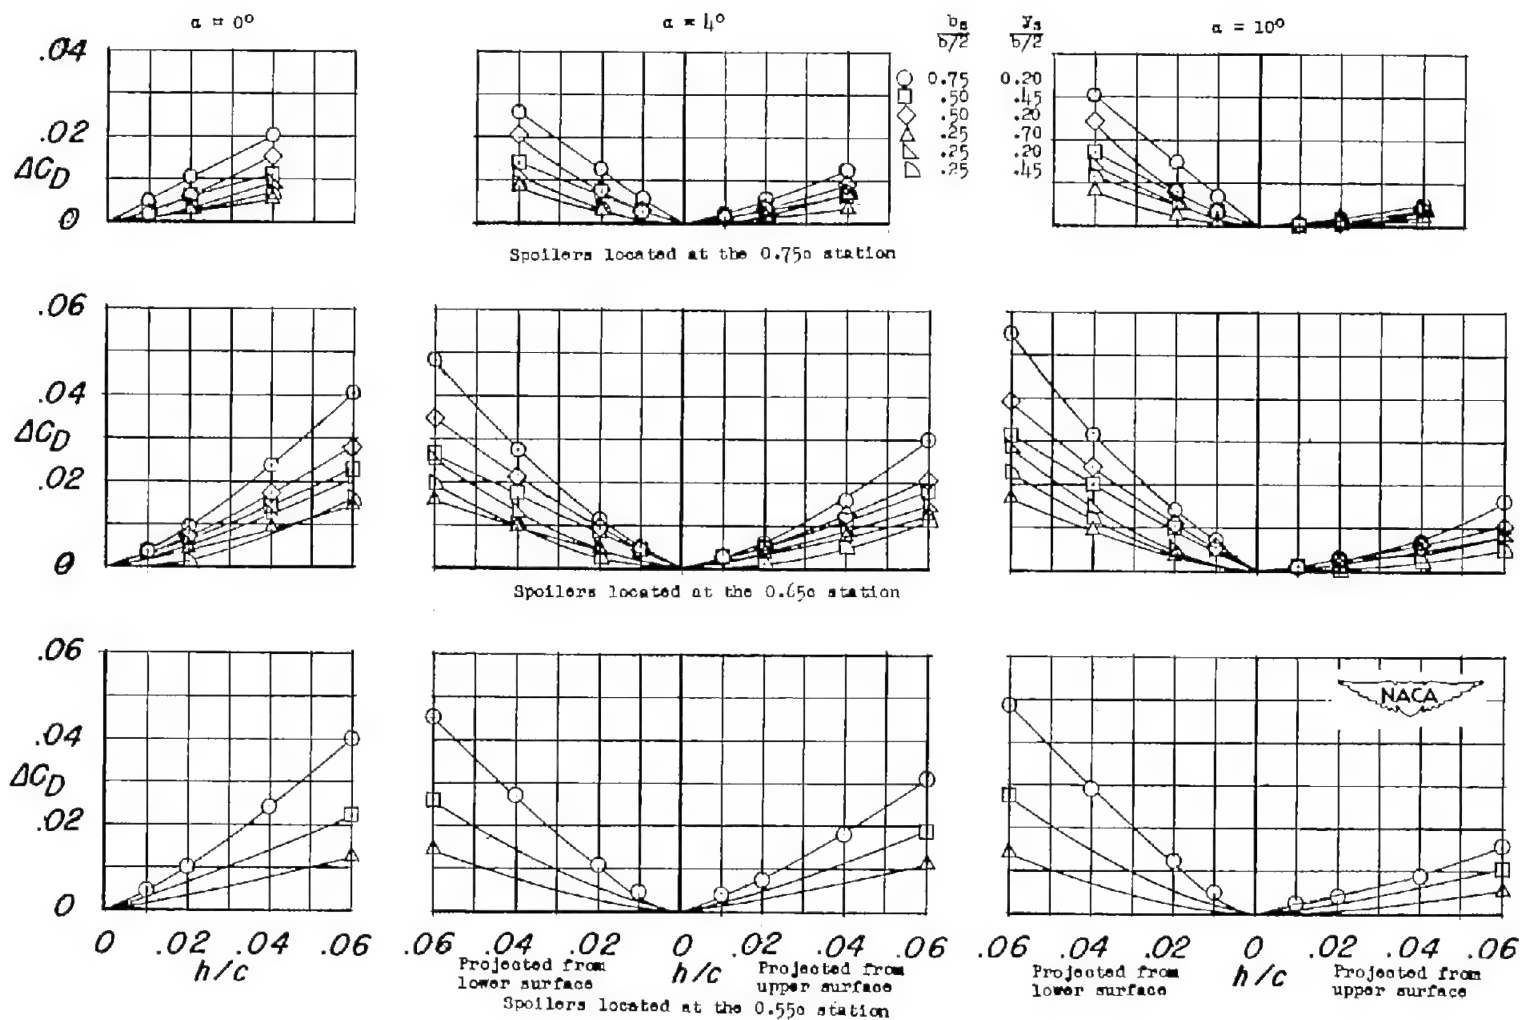 α = 0°
α = 4°
b_s
b/2
y_s
b/2
α = 10°
0.75 0.20
.50 .45
.50 .20
.25 .70
.25 .20
.25 .45
.04
.02
ΔC_D
0
Spoilers located at the 0.75c station
.06
.04
ΔC_D
.02
0
Spoilers located at the 0.65c station
.06
.04
ΔC_D
.02
0
NACA
0 .02 .04 .06
h/c
.06 .04 .02 0 .02 .04 .06
Projected from
lower surface
h/c
Projected from
upper surface
.06 .04 .02 0 .02 .04 .06
Projected from
lower surface
h/c
Projected from
upper surface
Spoilers located at the 0.55c station